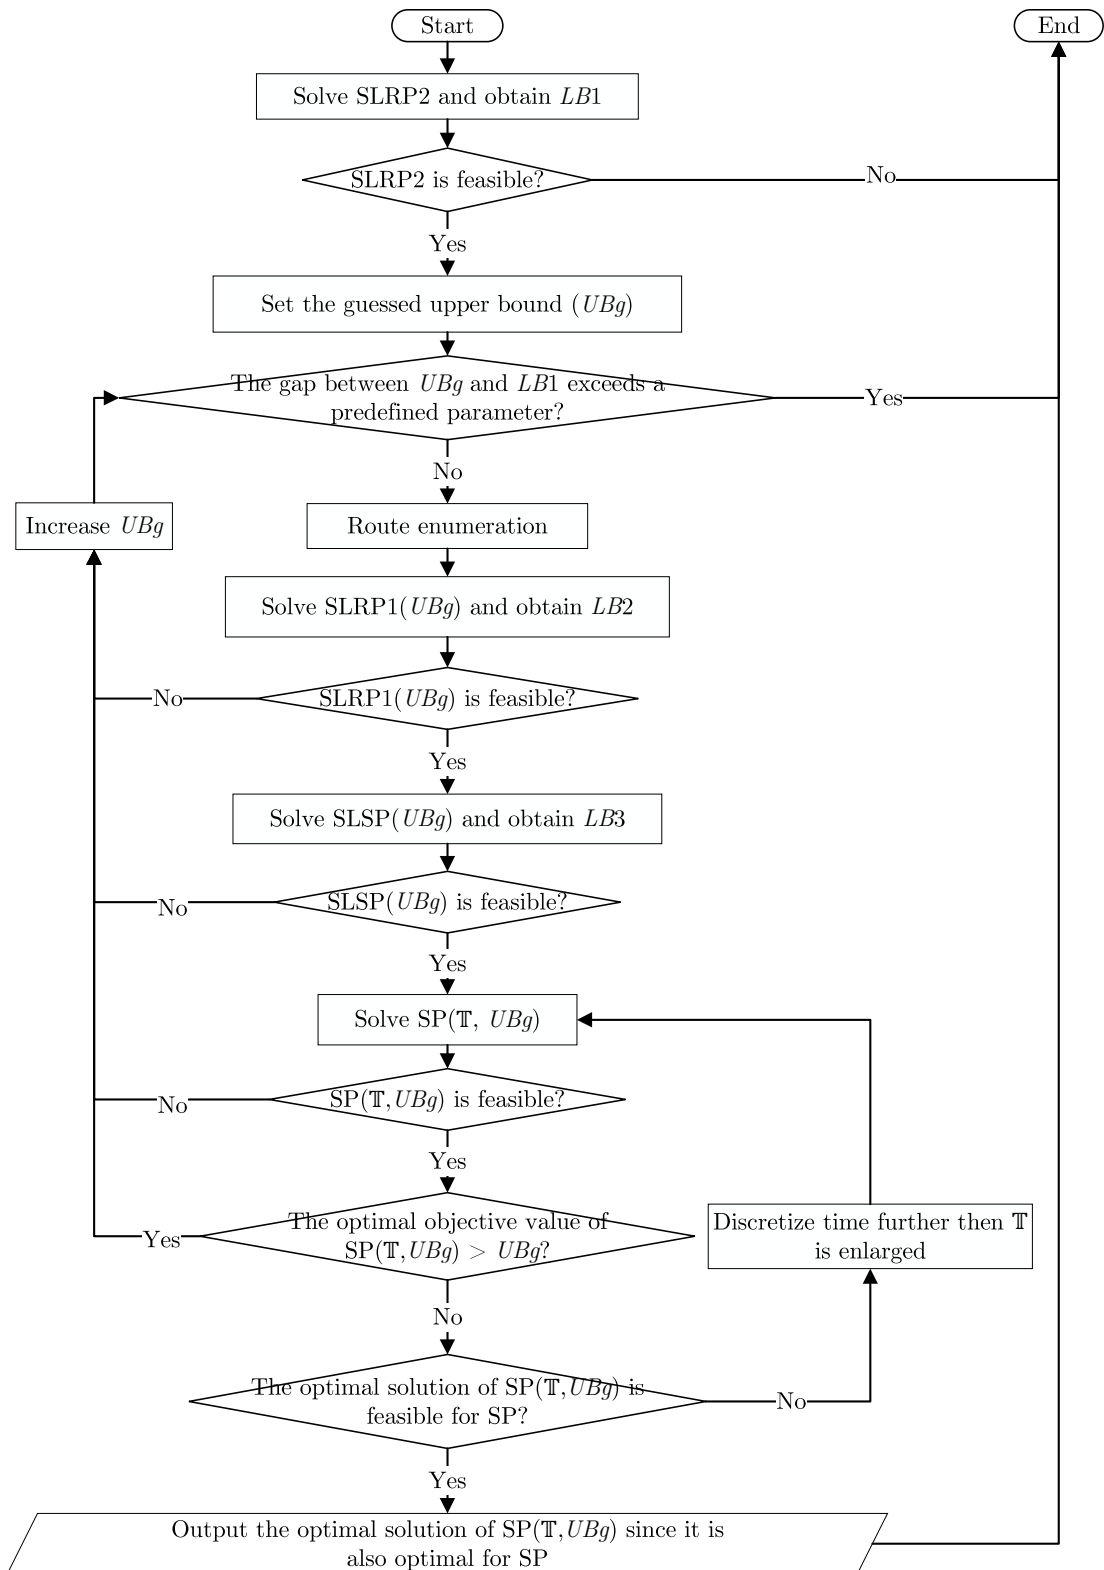 Start
End
Solve SLRP2 and obtain LB1
SLRP2 is feasible?
No
Yes
Set the guessed upper bound (UBg)
The gap between UBg and LB1 exceeds a
predefined parameter?
Yes
No
Increase UBg
Route enumeration
Solve SLRP1(UBg) and obtain LB2
SLRP1(UBg) is feasible?
No
Yes
Solve SLSP(UBg) and obtain LB3
SLSP(UBg) is feasible?
No
Yes
Solve SP(𝕋, UBg)
SP(𝕋,UBg) is feasible?
No
Yes
The optimal objective value of
SP(𝕋,UBg) > UBg?
Yes
Discretize time further then 𝕋
is enlarged
No
The optimal solution of SP(𝕋,UBg) is
feasible for SP?
No
Yes
Output the optimal solution of SP(𝕋,UBg) since it is
also optimal for SP